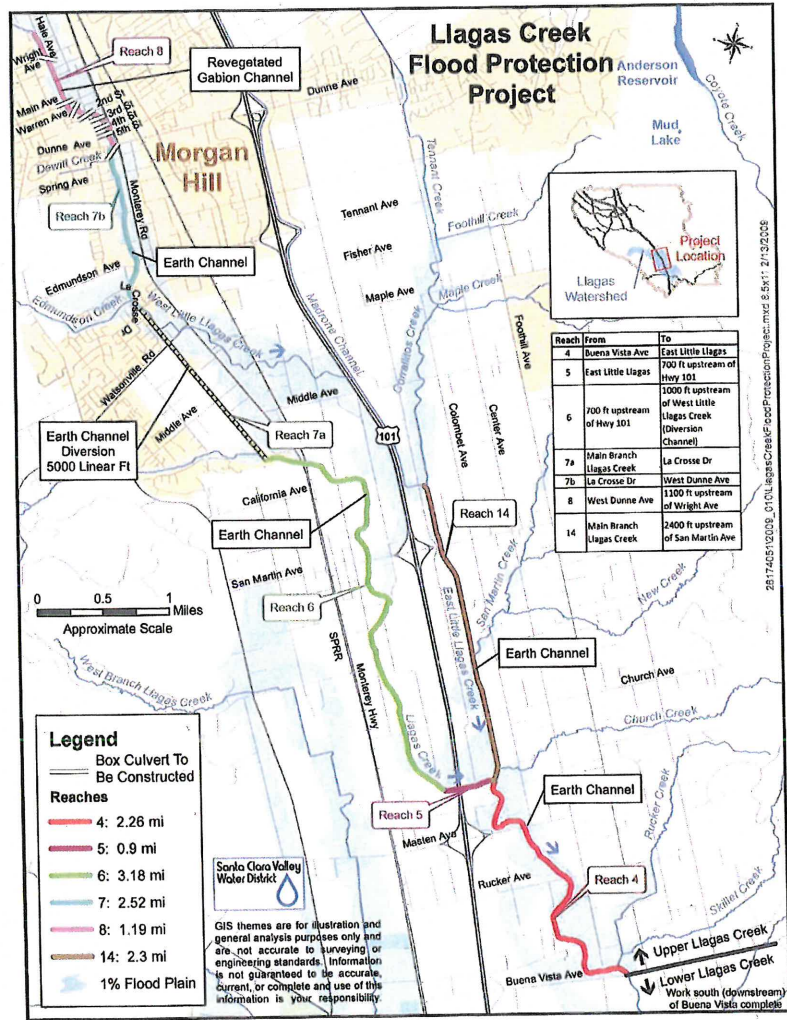 Llagas Creek
Flood Protection
Project
Hale Ave
Wright Ave
Reach 8
Revegetated
Gabion Channel
Main Ave
Warren Ave
2nd St
3rd St
4th St
5th St
Dunne Ave
Dewitt Creek
Spring Ave
Morgan
Hill
Dunne Ave
Anderson
Reservoir
Coyote Creek
Mud
Lake
Tennant Creek
Foothill Creek
Tennant Ave
Fisher Ave
Maple Ave
Maple Creek
Monterey Rd
Reach 7b
Earth Channel
Edmundson Ave
Edmundson Creek
La Crosse
Dr
West Little Llagas Creek
Madrone Channel
Corralitos Creek
Foothill Ave
Project
Location
Llagas
Watershed
Reach From To
4 Buena Vista Ave East Little Llagas
5 East Little Llagas 700 ft upstream of Hwy 101
6 700 ft upstream of Hwy 101 1000 ft upstream of West Little Llagas Creek (Diversion Channel)
7a Main Branch Llagas Creek La Crosse Dr
7b La Crosse Dr West Dunne Ave
8 West Dunne Ave 1100 ft upstream of Wright Ave
14 Main Branch Llagas Creek 2400 ft upstream of San Martin Ave
Watsonville Rd
Middle Ave
Middle Ave
Earth Channel
Diversion
5000 Linear Ft
Reach 7a
101
Colombet Ave
Center Ave
California Ave
Earth Channel
Reach 14
San Martin Ave
Reach 6
San Martin Creek
New Creek
0 0.5 1
Miles
Approximate Scale
East Little Llagas Creek
Earth Channel
SPRR
Monterey Hwy
West Branch Llagas Creek
Church Ave
Church Creek
Llagas Creek
Reach 5
Masten Ave
Earth Channel
Rucker Creek
Rucker Ave
Reach 4
Skillet Creek
Buena Vista Ave
Upper Llagas Creek
Lower Llagas Creek
Work south (downstream)
of Buena Vista complete
Legend
Box Culvert To
Be Constructed
Reaches
4: 2.26 mi
5: 0.9 mi
6: 3.18 mi
7: 2.52 mi
8: 1.19 mi
14: 2.3 mi
1% Flood Plain
Santa Clara Valley
Water District
GIS themes are for illustration and
general analysis purposes only and
are not accurate to surveying or
engineering standards. Information
is not guaranteed to be accurate,
current, or complete and use of this
information is your responsibility.